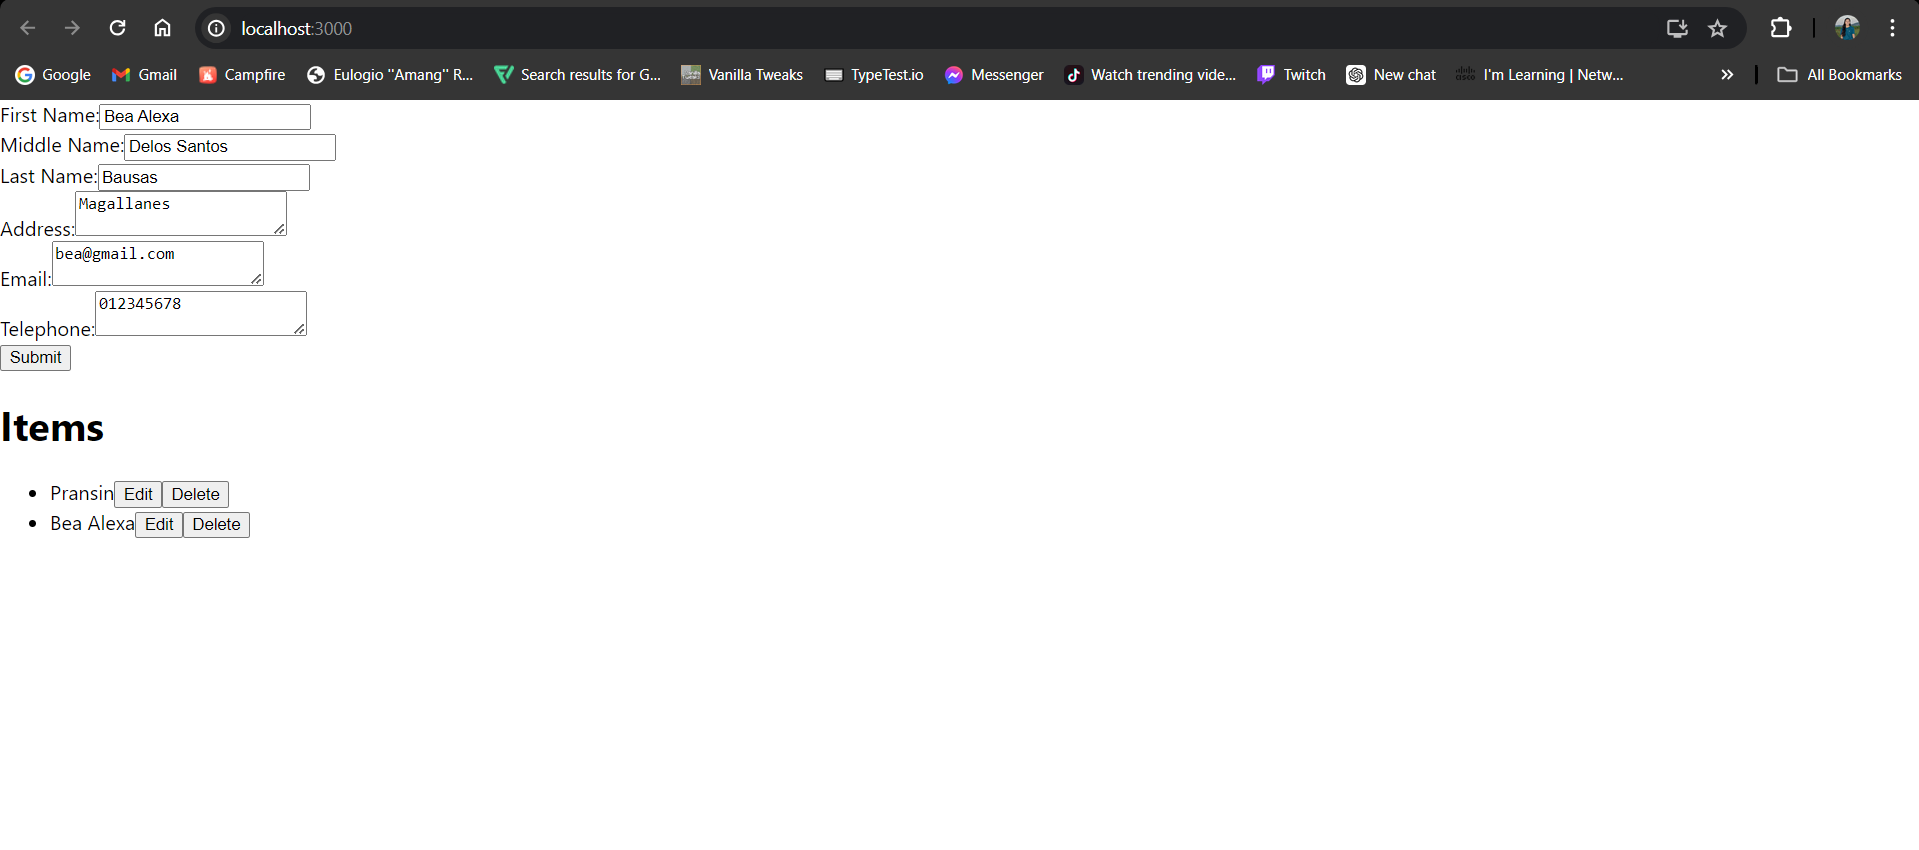 localhost:3000
Google Gmail Campfire Eulogio "Amang" R... Search results for G... Vanilla Tweaks TypeTest.io Messenger Watch trending vide... Twitch New chat I'm Learning | Netw... » All Bookmarks
First Name: Bea Alexa
Middle Name: Delos Santos
Last Name: Bausas
Address: Magallanes
Email: bea@gmail.com
Telephone: 012345678
Submit
Items
• Pransin Edit Delete
• Bea Alexa Edit Delete